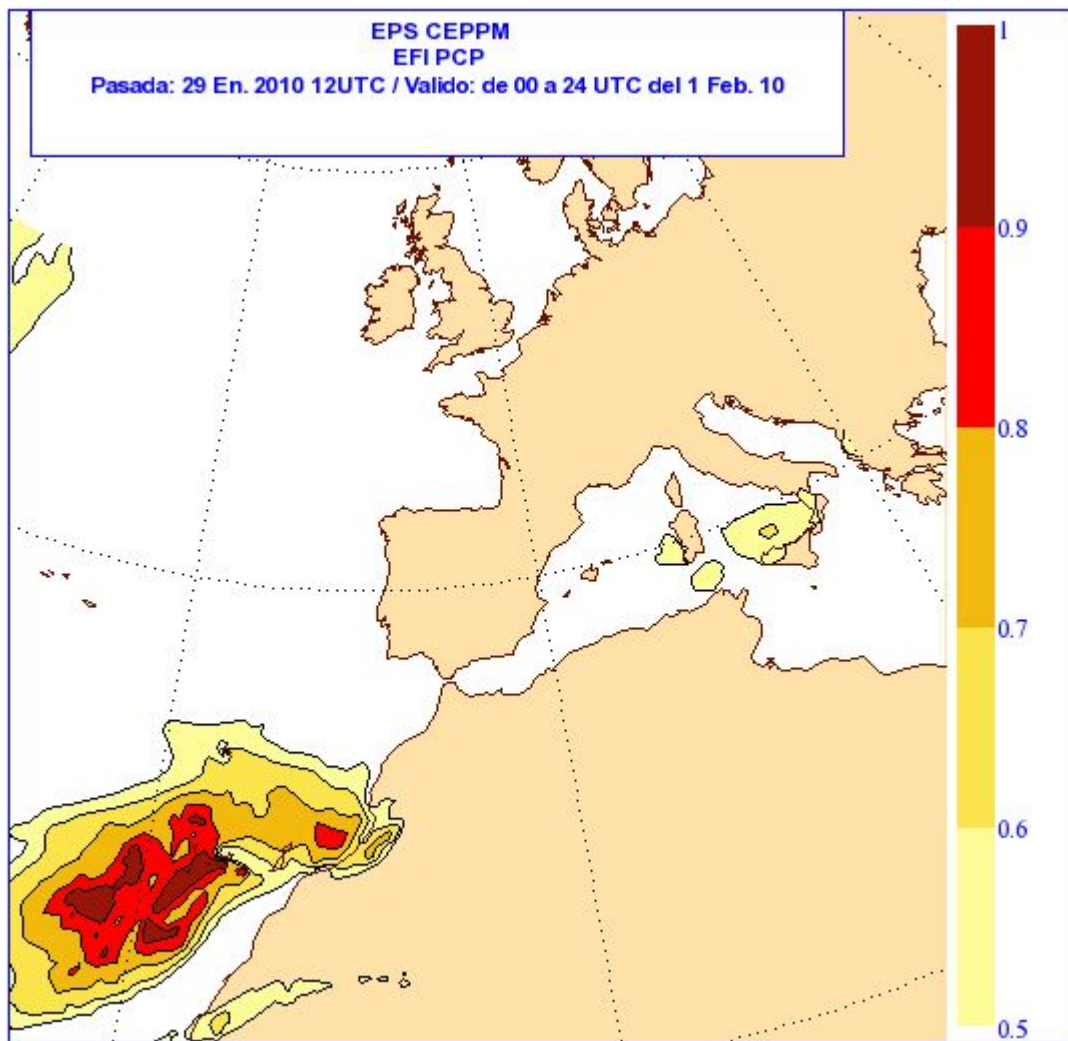 EPS CEPPM
EFI PCP
Pasada: 29 En. 2010 12UTC / Valido: de 00 a 24 UTC del 1 Feb. 10
1
0.9
0.8
0.7
0.6
0.5